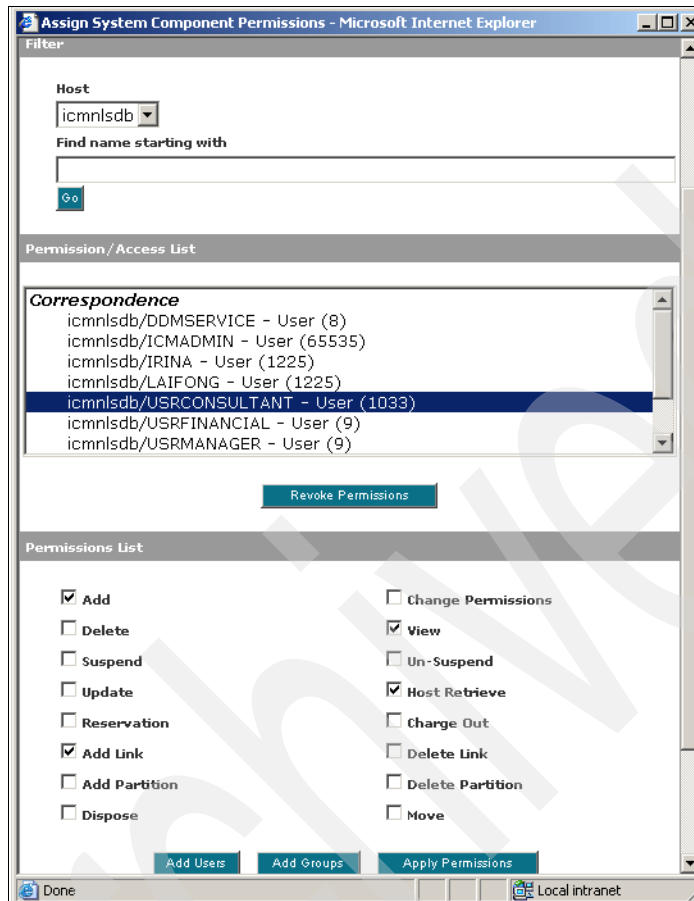 Assign System Component Permissions - Microsoft Internet Explorer
Filter
Host
icmnlsdb
Find name starting with
Go
Permission/Access List
Correspondence
icmnlsdb/DDMSERVICE - User (8)
icmnlsdb/ICMADMIN - User (65535)
icmnlsdb/IRINA - User (1225)
icmnlsdb/LAIFONG - User (1225)
icmnlsdb/USRCONSULTANT - User (1033)
icmnlsdb/USRFINANCIAL - User (9)
icmnlsdb/USRMANAGER - User (9)
Revoke Permissions
Permissions List
Add Change Permissions
Delete View
Suspend Un-Suspend
Update Host Retrieve
Reservation Charge Out
Add Link Delete Link
Add Partition Delete Partition
Dispose Move
Add Users Add Groups Apply Permissions
Done Local intranet